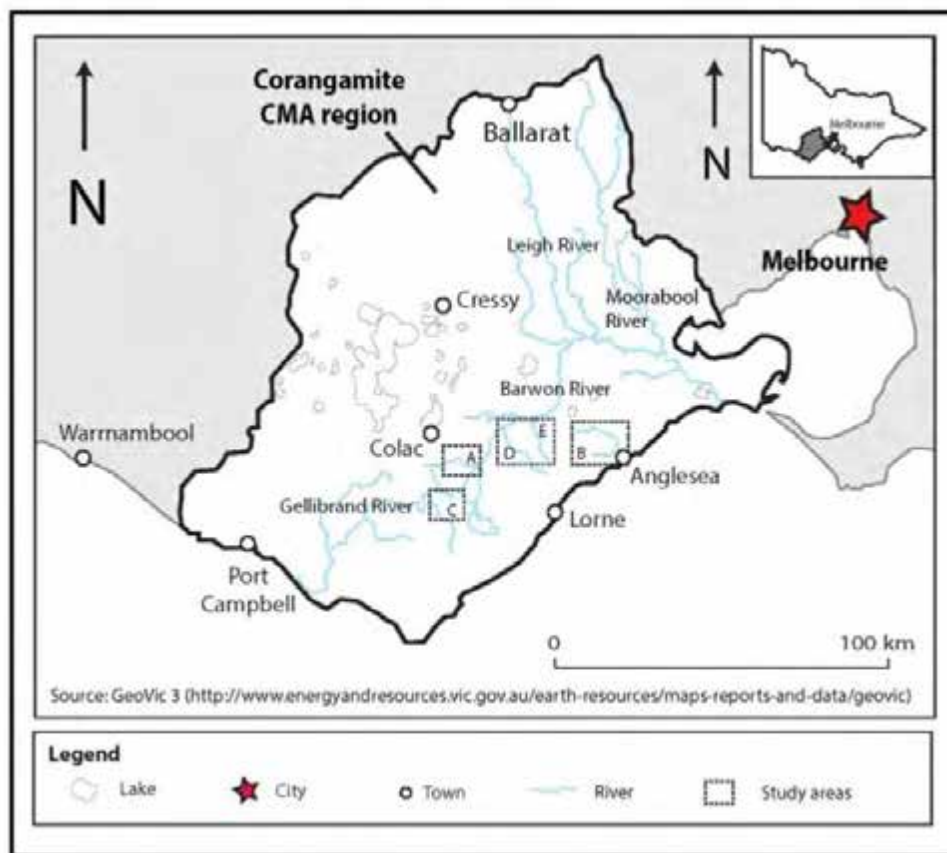 Corangamite
CMA region
N
N
Melbourne
Ballarat
Leigh River
Melbourne
Cressy
Moorabool
River
Barwon River
Warrnambool
Colac
A
D
E
B
Anglesea
Gellibrand River
C
Lorne
Port
Campbell
0
100 km
Source: GeoVic 3 (http://www.energyandresources.vic.gov.au/earth-resources/maps-reports-and-data/geovic)
Legend
Lake
City
Town
River
Study areas